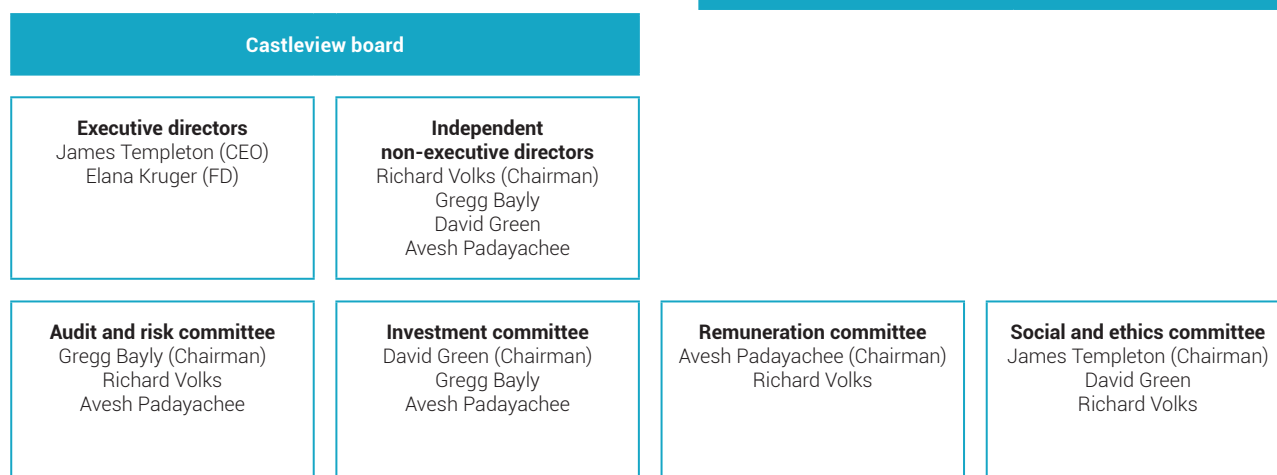 Castleview board
Executive directors
James Templeton (CEO)
Elana Kruger (FD)
Independent
non-executive directors
Richard Volks (Chairman)
Gregg Bayly
David Green
Avesh Padayachee
Audit and risk committee
Gregg Bayly (Chairman)
Richard Volks
Avesh Padayachee
Investment committee
David Green (Chairman)
Gregg Bayly
Avesh Padayachee
Remuneration committee
Avesh Padayachee (Chairman)
Richard Volks
Social and ethics committee
James Templeton (Chairman)
David Green
Richard Volks